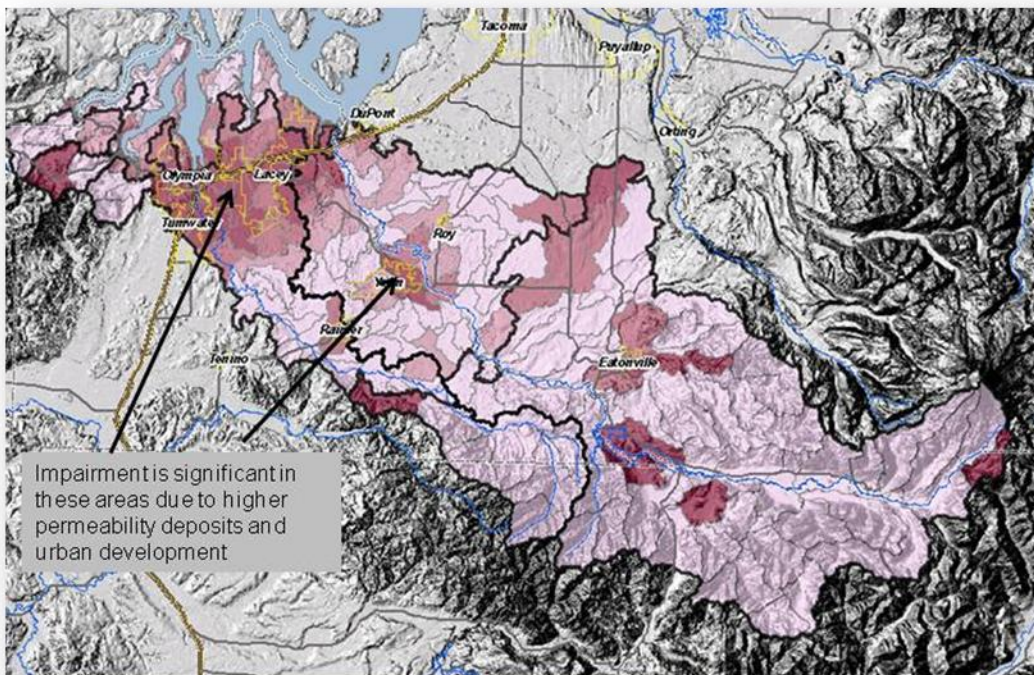 Tacoma
Puyallup
DuPont
Orting
Olympia
Lacey
Tumwater
Roy
Rainier
Tenino
Eatonville
Impairment is significant in
these areas due to higher
permeability deposits and
urban development